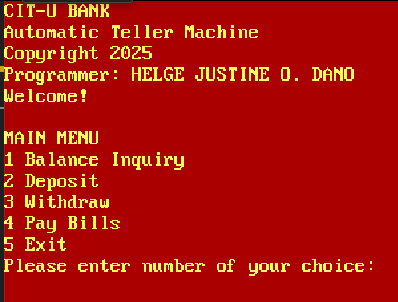 CIT-U BANK
Automatic Teller Machine
Copyright 2025
Programmer: HELGE JUSTINE O. DANO
Welcome!
MAIN MENU
1 Balance Inquiry
2 Deposit
3 Withdraw
4 Pay Bills
5 Exit
Please enter number of your choice: